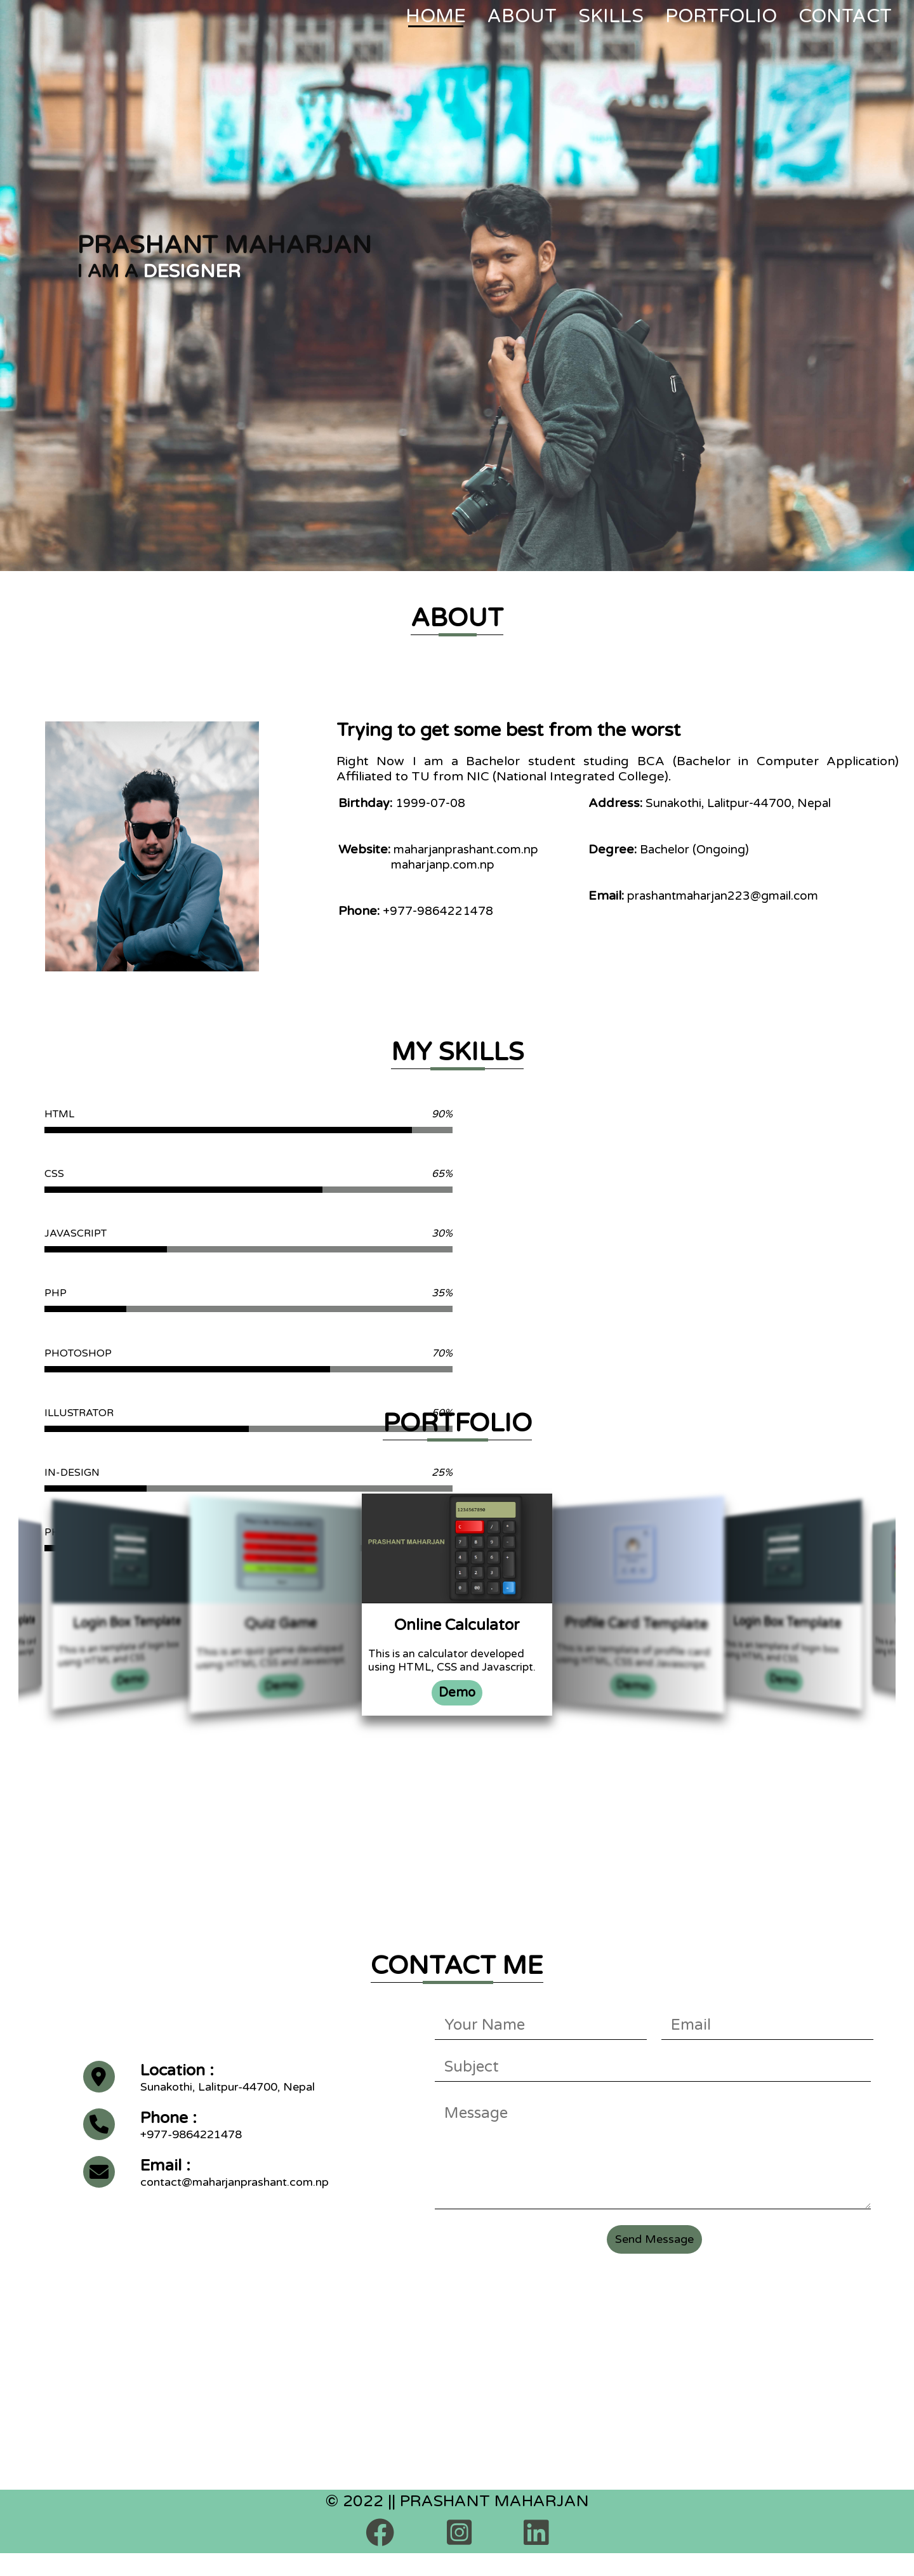 HOME ABOUT SKILLS PORTFOLIO CONTACT
PRASHANT MAHARJAN
I AM A DESIGNER
ABOUT
Trying to get some best from the worst
Right Now I am a Bachelor student studing BCA (Bachelor in Computer Application)
Affiliated to TU from NIC (National Integrated College).
Birthday: 1999-07-08
Website: maharjanprashant.com.np
maharjanp.com.np
Phone: +977-9864221478
Address: Sunakothi, Lalitpur-44700, Nepal
Degree: Bachelor (Ongoing)
Email: prashantmaharjan223@gmail.com
MY SKILLS
HTML 90%
CSS 65%
JAVASCRIPT 30%
PHP 35%
PHOTOSHOP 70%
ILLUSTRATOR 50%
PORTFOLIO
IN-DESIGN 25%
1234567890
PRASHANT MAHARJAN
Login Box Template
This is an template of login box
using HTML and CSS.
Demo
Quiz Game
This is an quiz game developed
using HTML, CSS and Javascript.
Demo
Online Calculator
This is an calculator developed
using HTML, CSS and Javascript.
Demo
Profile Card Template
This is an template of profile card
using HTML, CSS and Javascript.
Demo
Login Box Template
This is an template of login box
using HTML and CSS.
Demo
CONTACT ME
Location :
Sunakothi, Lalitpur-44700, Nepal
Phone :
+977-9864221478
Email :
contact@maharjanprashant.com.np
Your Name Email
Subject
Message
Send Message
© 2022 || PRASHANT MAHARJAN